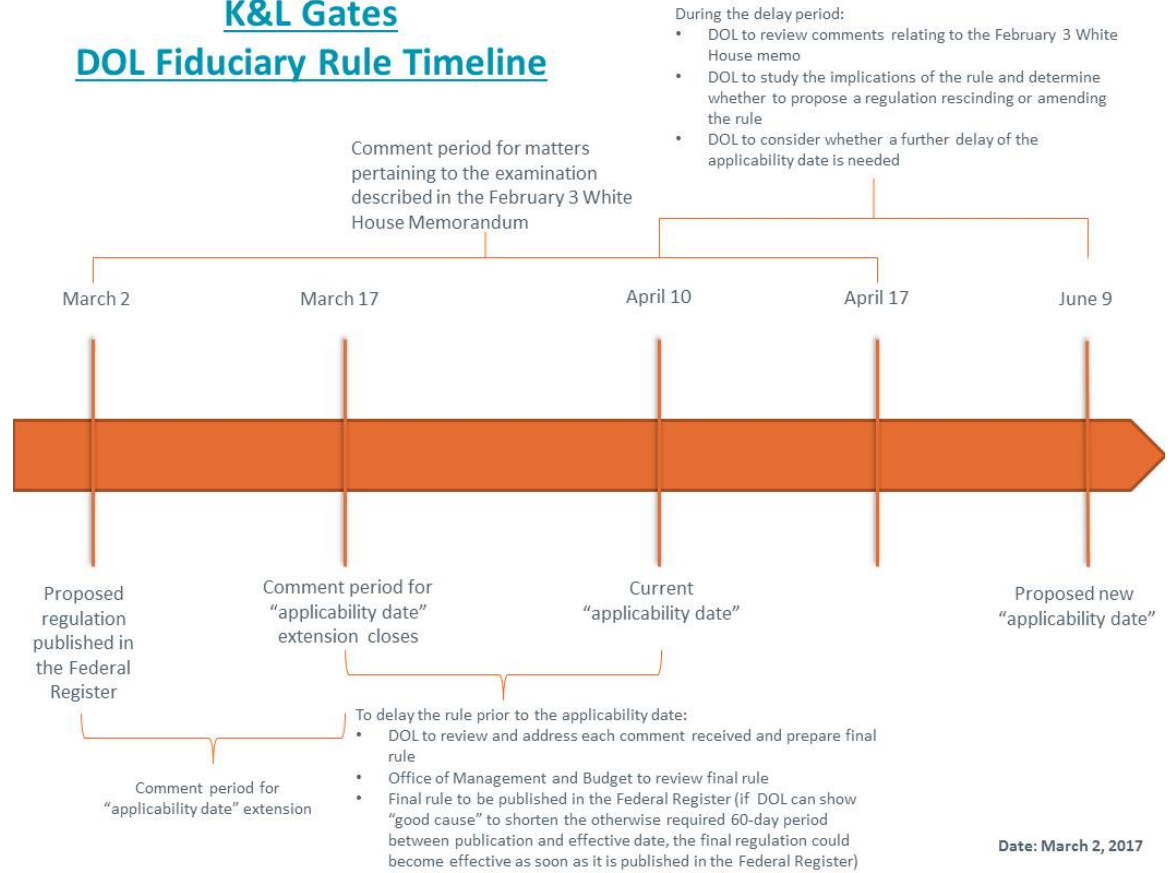 K&L Gates
DOL Fiduciary Rule Timeline
During the delay period:
• DOL to review comments relating to the February 3 White
House memo
• DOL to study the implications of the rule and determine
whether to propose a regulation rescinding or amending
the rule
• DOL to consider whether a further delay of the
applicability date is needed
Comment period for matters
pertaining to the examination
described in the February 3 White
House Memorandum
March 2
March 17
April 10
April 17
June 9
Proposed
regulation
published in
the Federal
Register
Comment period for
“applicability date”
extension closes
Current
“applicability date”
Proposed new
“applicability date”
Comment period for
“applicability date” extension
To delay the rule prior to the applicability date:
• DOL to review and address each comment received and prepare final
rule
• Office of Management and Budget to review final rule
• Final rule to be published in the Federal Register (if DOL can show
“good cause” to shorten the otherwise required 60-day period
between publication and effective date, the final regulation could
become effective as soon as it is published in the Federal Register)
Date: March 2, 2017